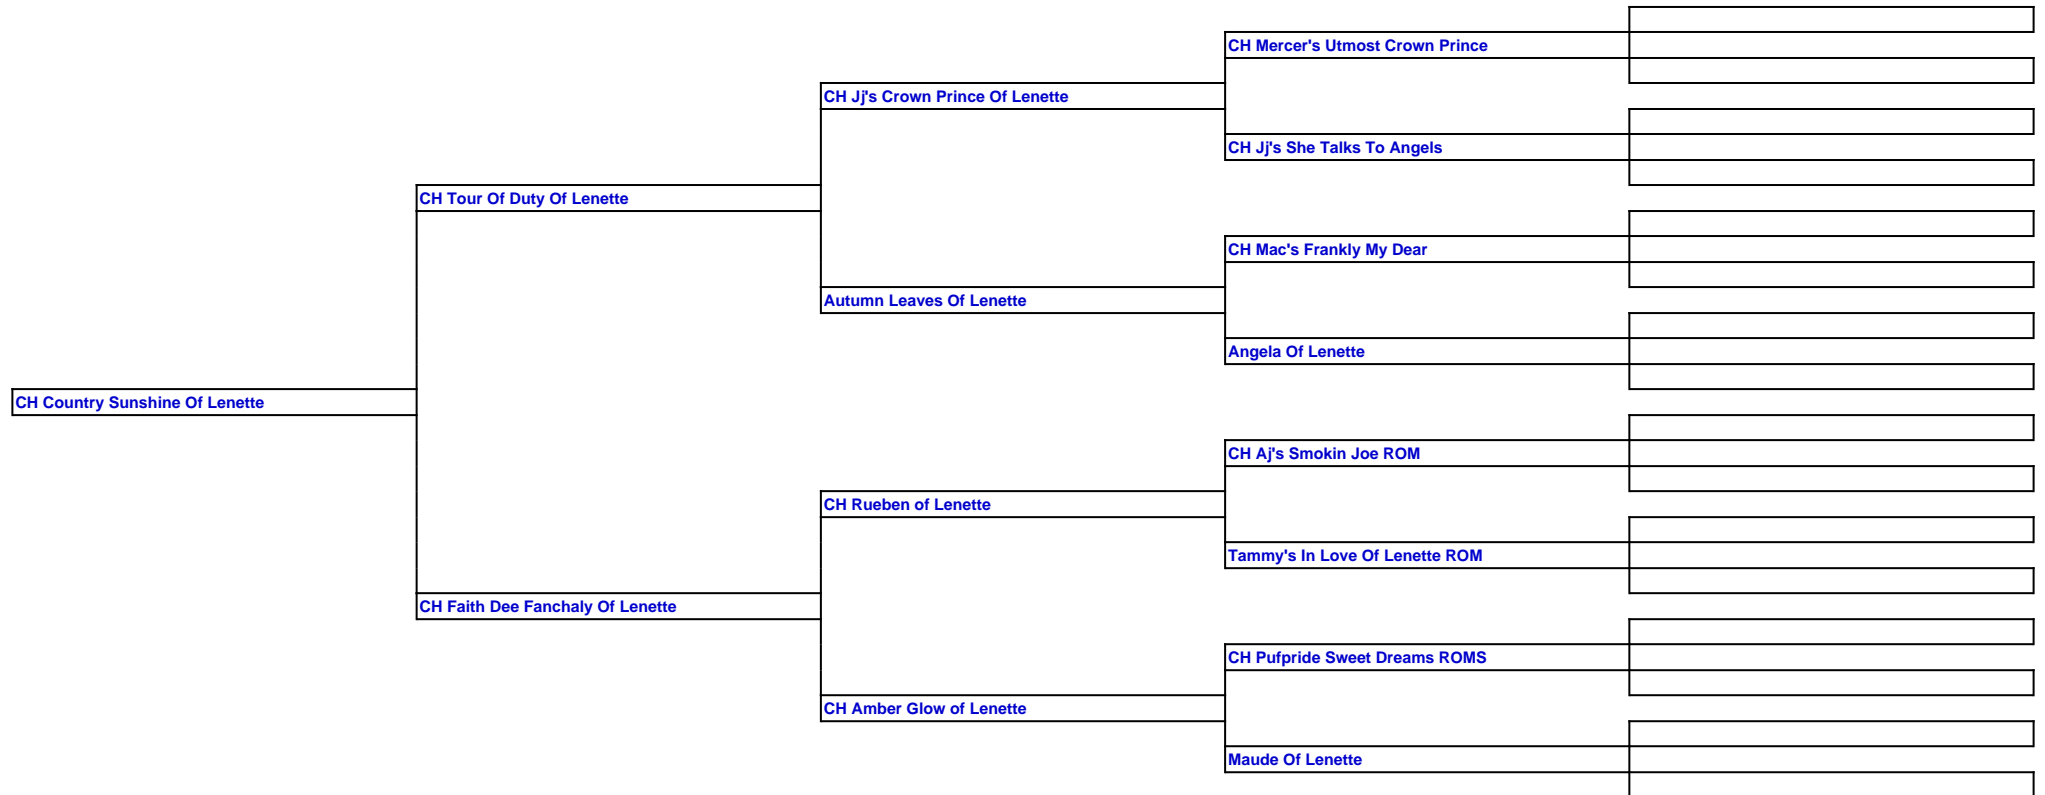 CH Mercer's Utmost Crown Prince
CH Jj's Crown Prince Of Lenette
CH Jj's She Talks To Angels
CH Tour Of Duty Of Lenette
CH Mac's Frankly My Dear
Autumn Leaves Of Lenette
Angela Of Lenette
CH Country Sunshine Of Lenette
CH Aj's Smokin Joe ROM
CH Rueben of Lenette
Tammy's In Love Of Lenette ROM
CH Faith Dee Fanchaly Of Lenette
CH Pufpride Sweet Dreams ROMS
CH Amber Glow of Lenette
Maude Of Lenette